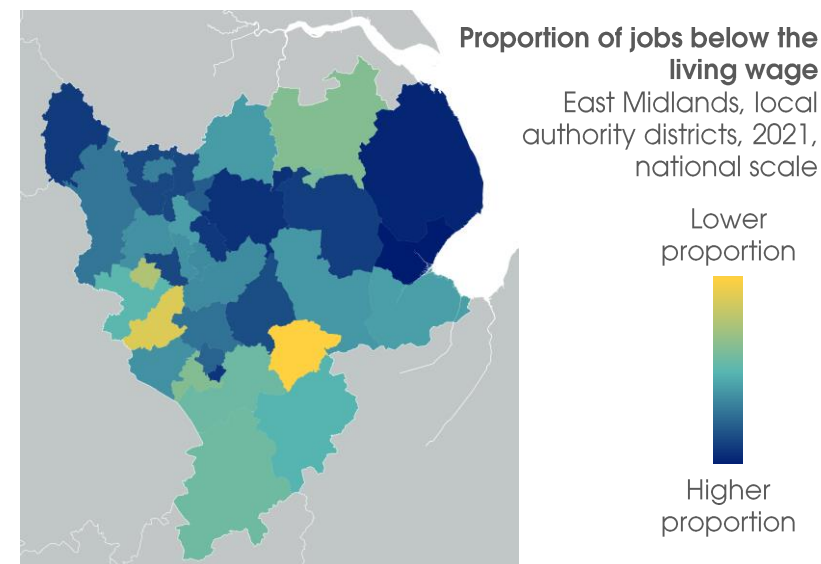 Proportion of jobs below the
living wage
East Midlands, local
authority districts, 2021,
national scale
Lower
proportion
Higher
proportion